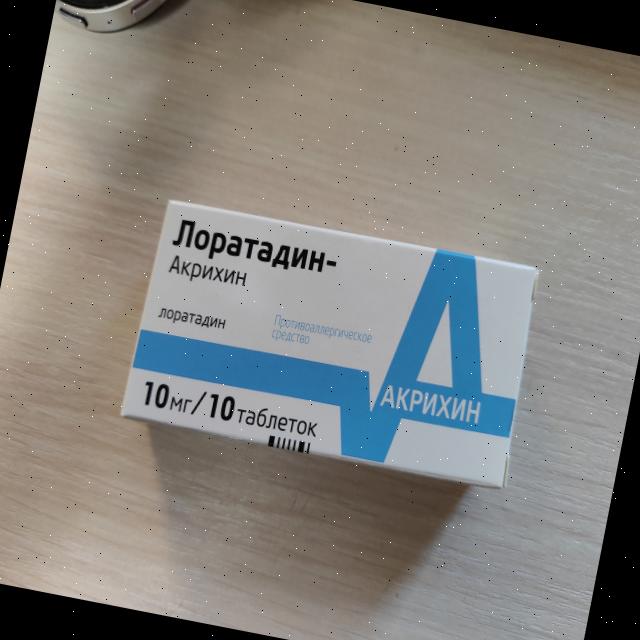 Лоратадин-
Акрихин
лоратадин
Противоаллергическое
средство
АКРИХИН
10мг/10таблеток